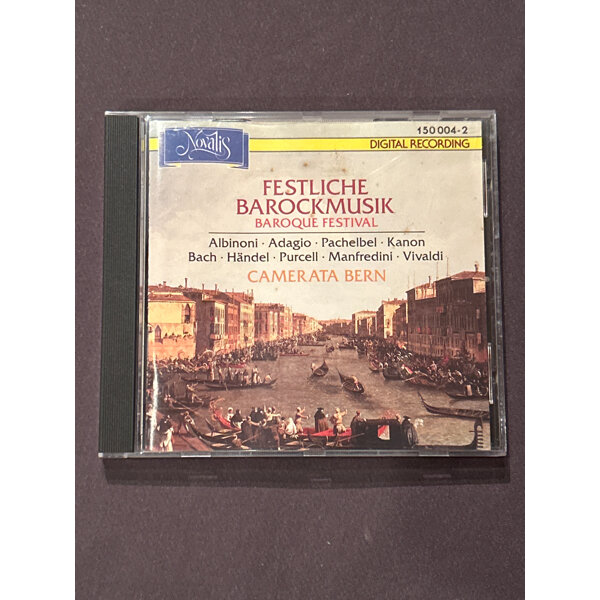 Novalis
150 004-2
DIGITAL RECORDING
FESTLICHE
BAROCKMUSIK
BAROQUE FESTIVAL
Albinoni · Adagio · Pachelbel · Kanon
Bach · Händel · Purcell · Manfredini · Vivaldi
CAMERATA BERN